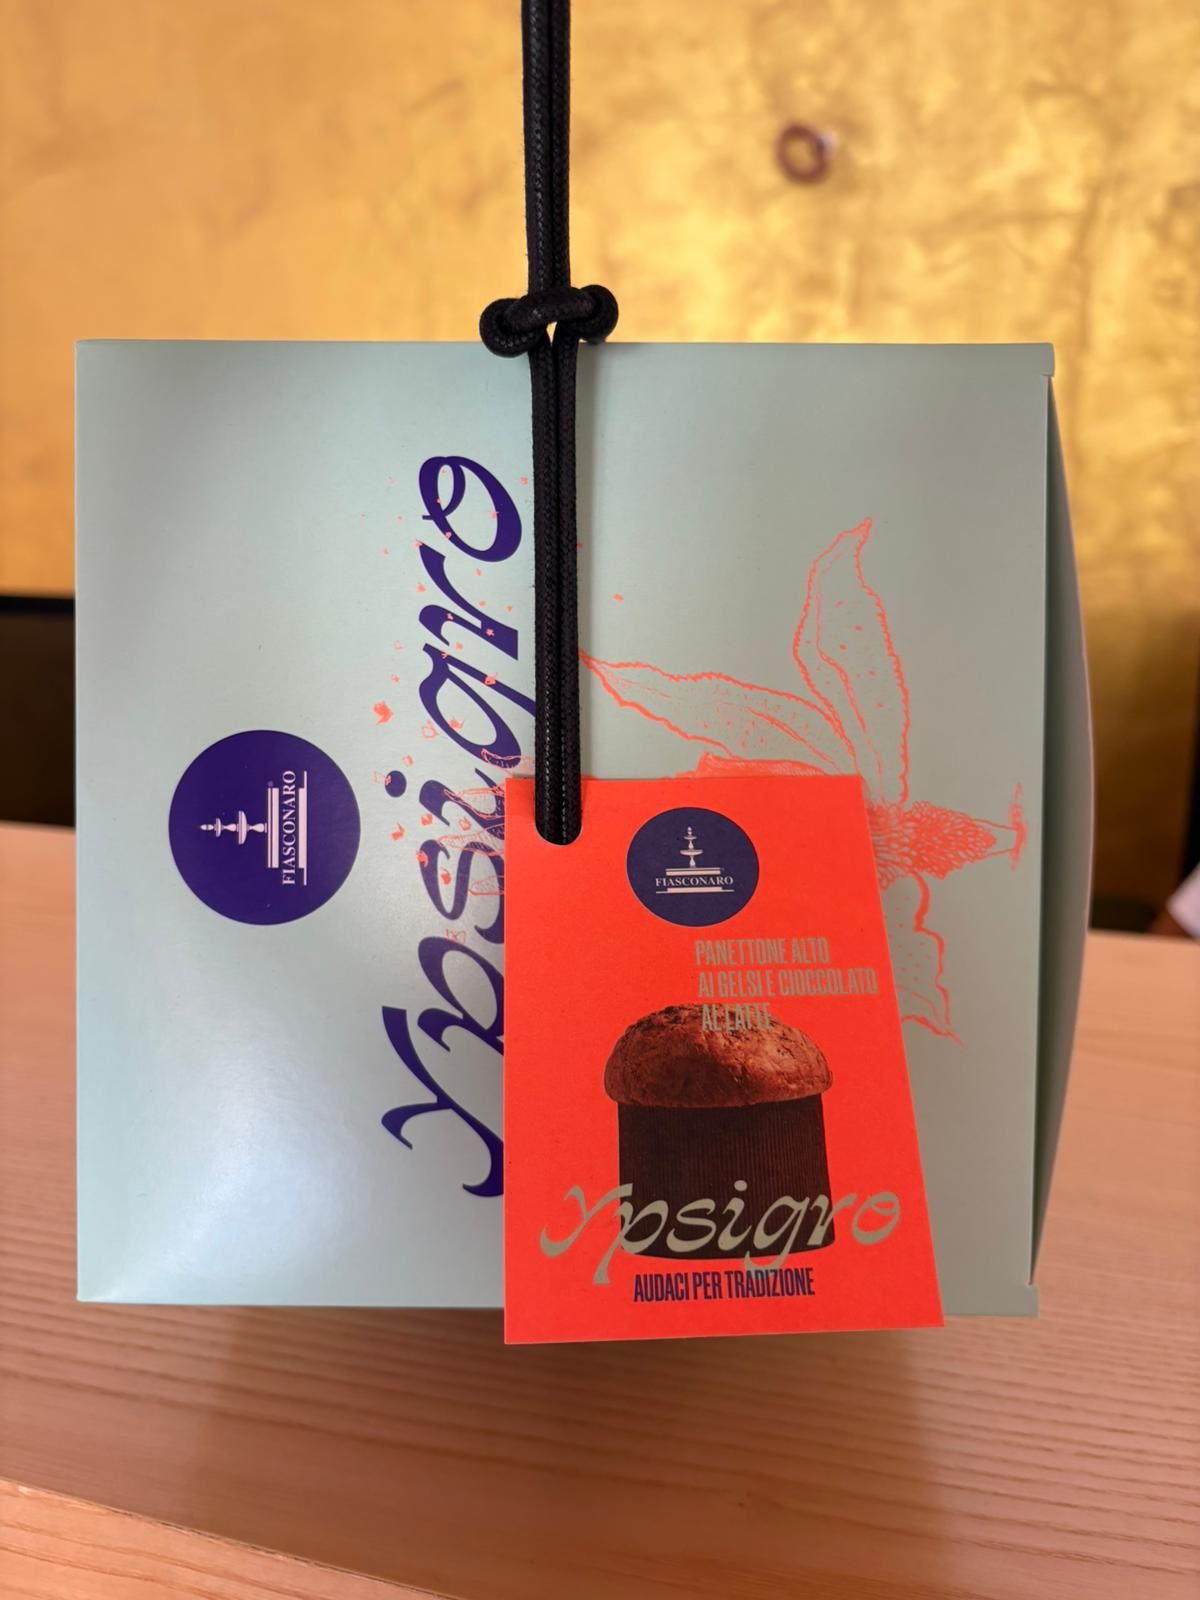 FIASCONARO
Ypsigro
FIASCONARO
PANETTONE ALTO
AI GELSI E CIOCCOLATO
AL LATTE
Ypsigro
AUDACI PER TRADIZIONE